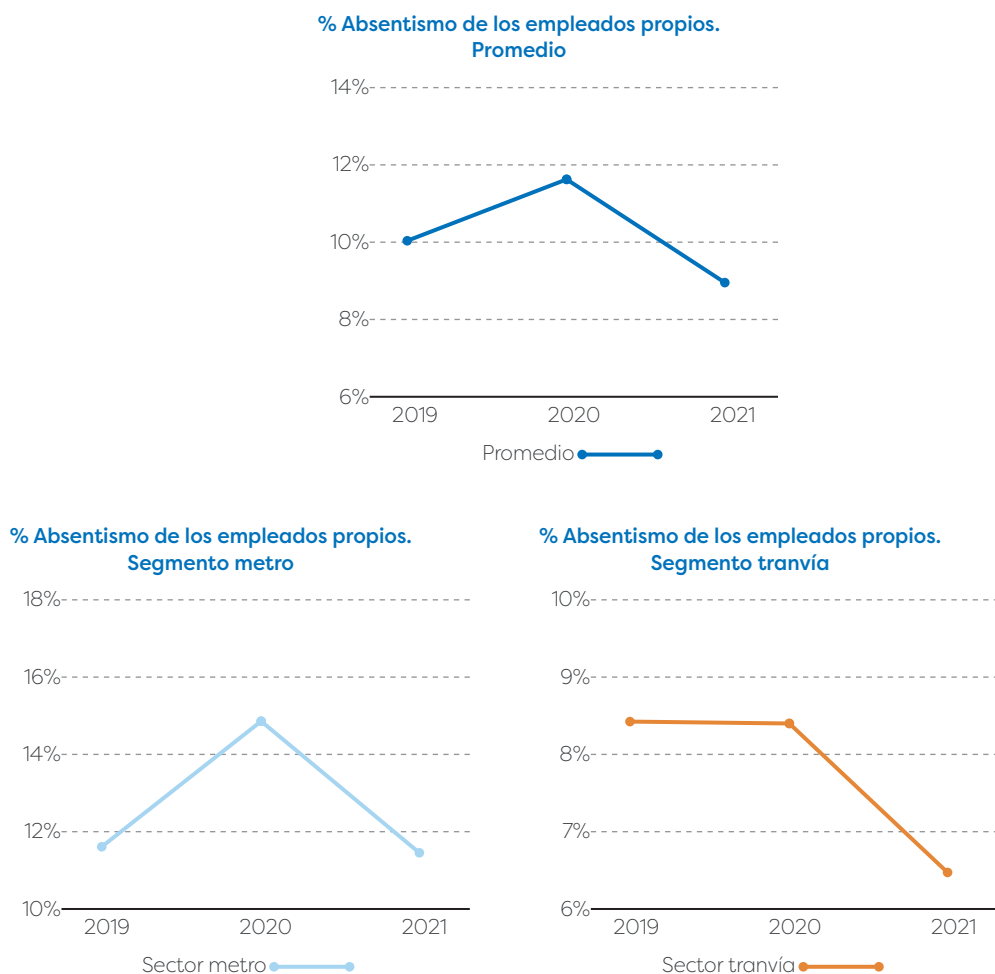 % Absentismo de los empleados propios.
Promedio
14%
12%
10%
8%
6%
2019 2020 2021
Promedio
% Absentismo de los empleados propios.
Segmento metro
18%
16%
14%
12%
10%
2019 2020 2021
Sector metro
% Absentismo de los empleados propios.
Segmento tranvía
10%
9%
8%
7%
6%
2019 2020 2021
Sector tranvía